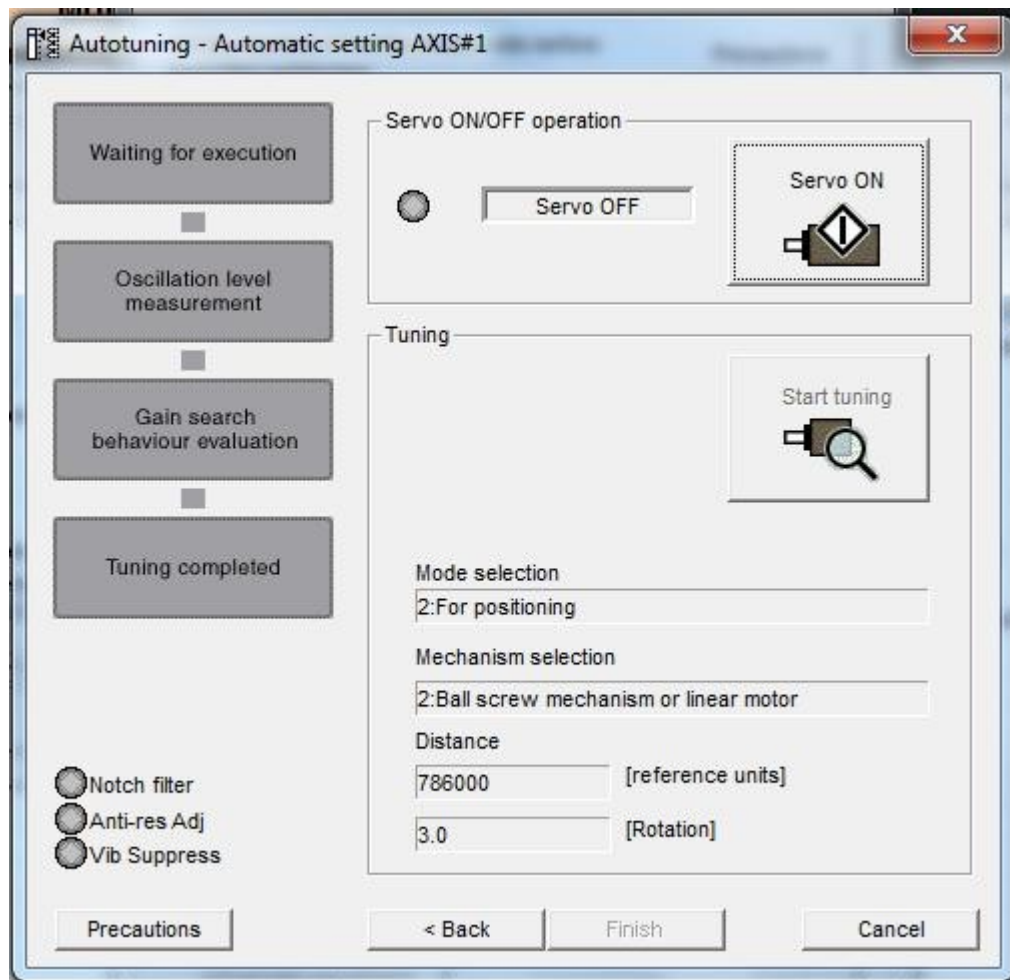 Autotuning - Automatic setting AXIS#1
Waiting for execution
Oscillation level
measurement
Gain search
behaviour evaluation
Tuning completed
Notch filter
Anti-res Adj
Vib Suppress
Servo ON/OFF operation
Servo OFF
Servo ON
Tuning
Start tuning
Mode selection
2:For positioning
Mechanism selection
2:Ball screw mechanism or linear motor
Distance
786000 [reference units]
3.0 [Rotation]
Precautions
< Back
Finish
Cancel